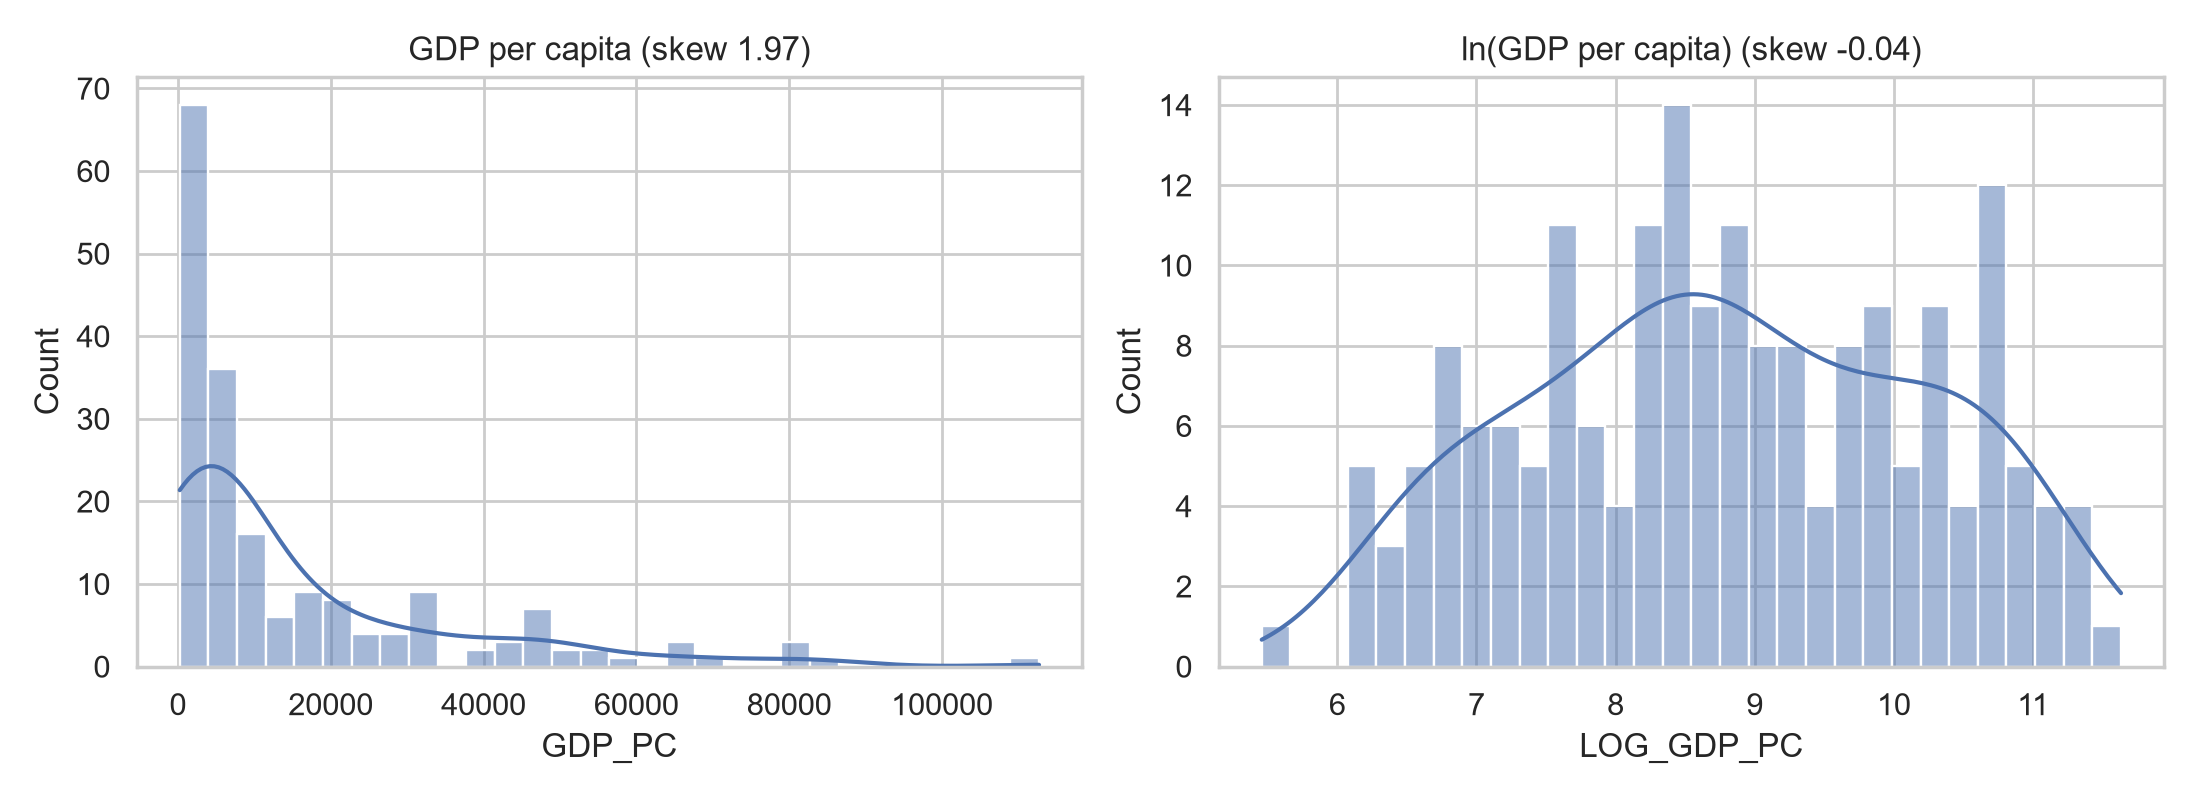 GDP per capita (skew 1.97)
70
60
50
40
30
20
10
0
Count
0 20000 40000 60000 80000 100000
GDP_PC
ln(GDP per capita) (skew -0.04)
14
12
10
8
6
4
2
0
Count
6 7 8 9 10 11
LOG_GDP_PC